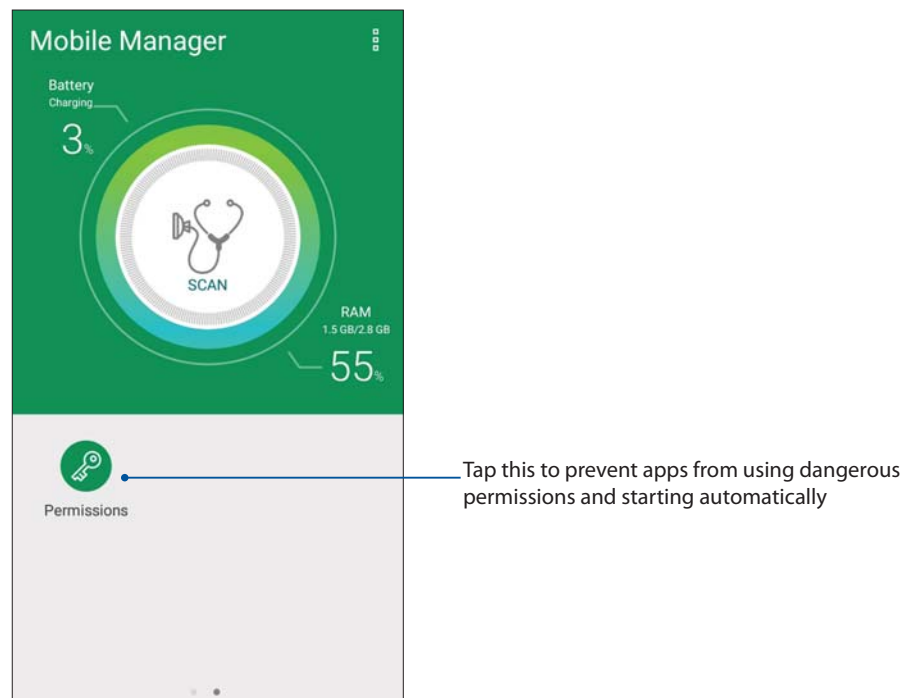 Mobile Manager
Battery
Charging
3%
SCAN
RAM
1.5 GB/2.8 GB
55%
Permissions
Tap this to prevent apps from using dangerous
permissions and starting automatically